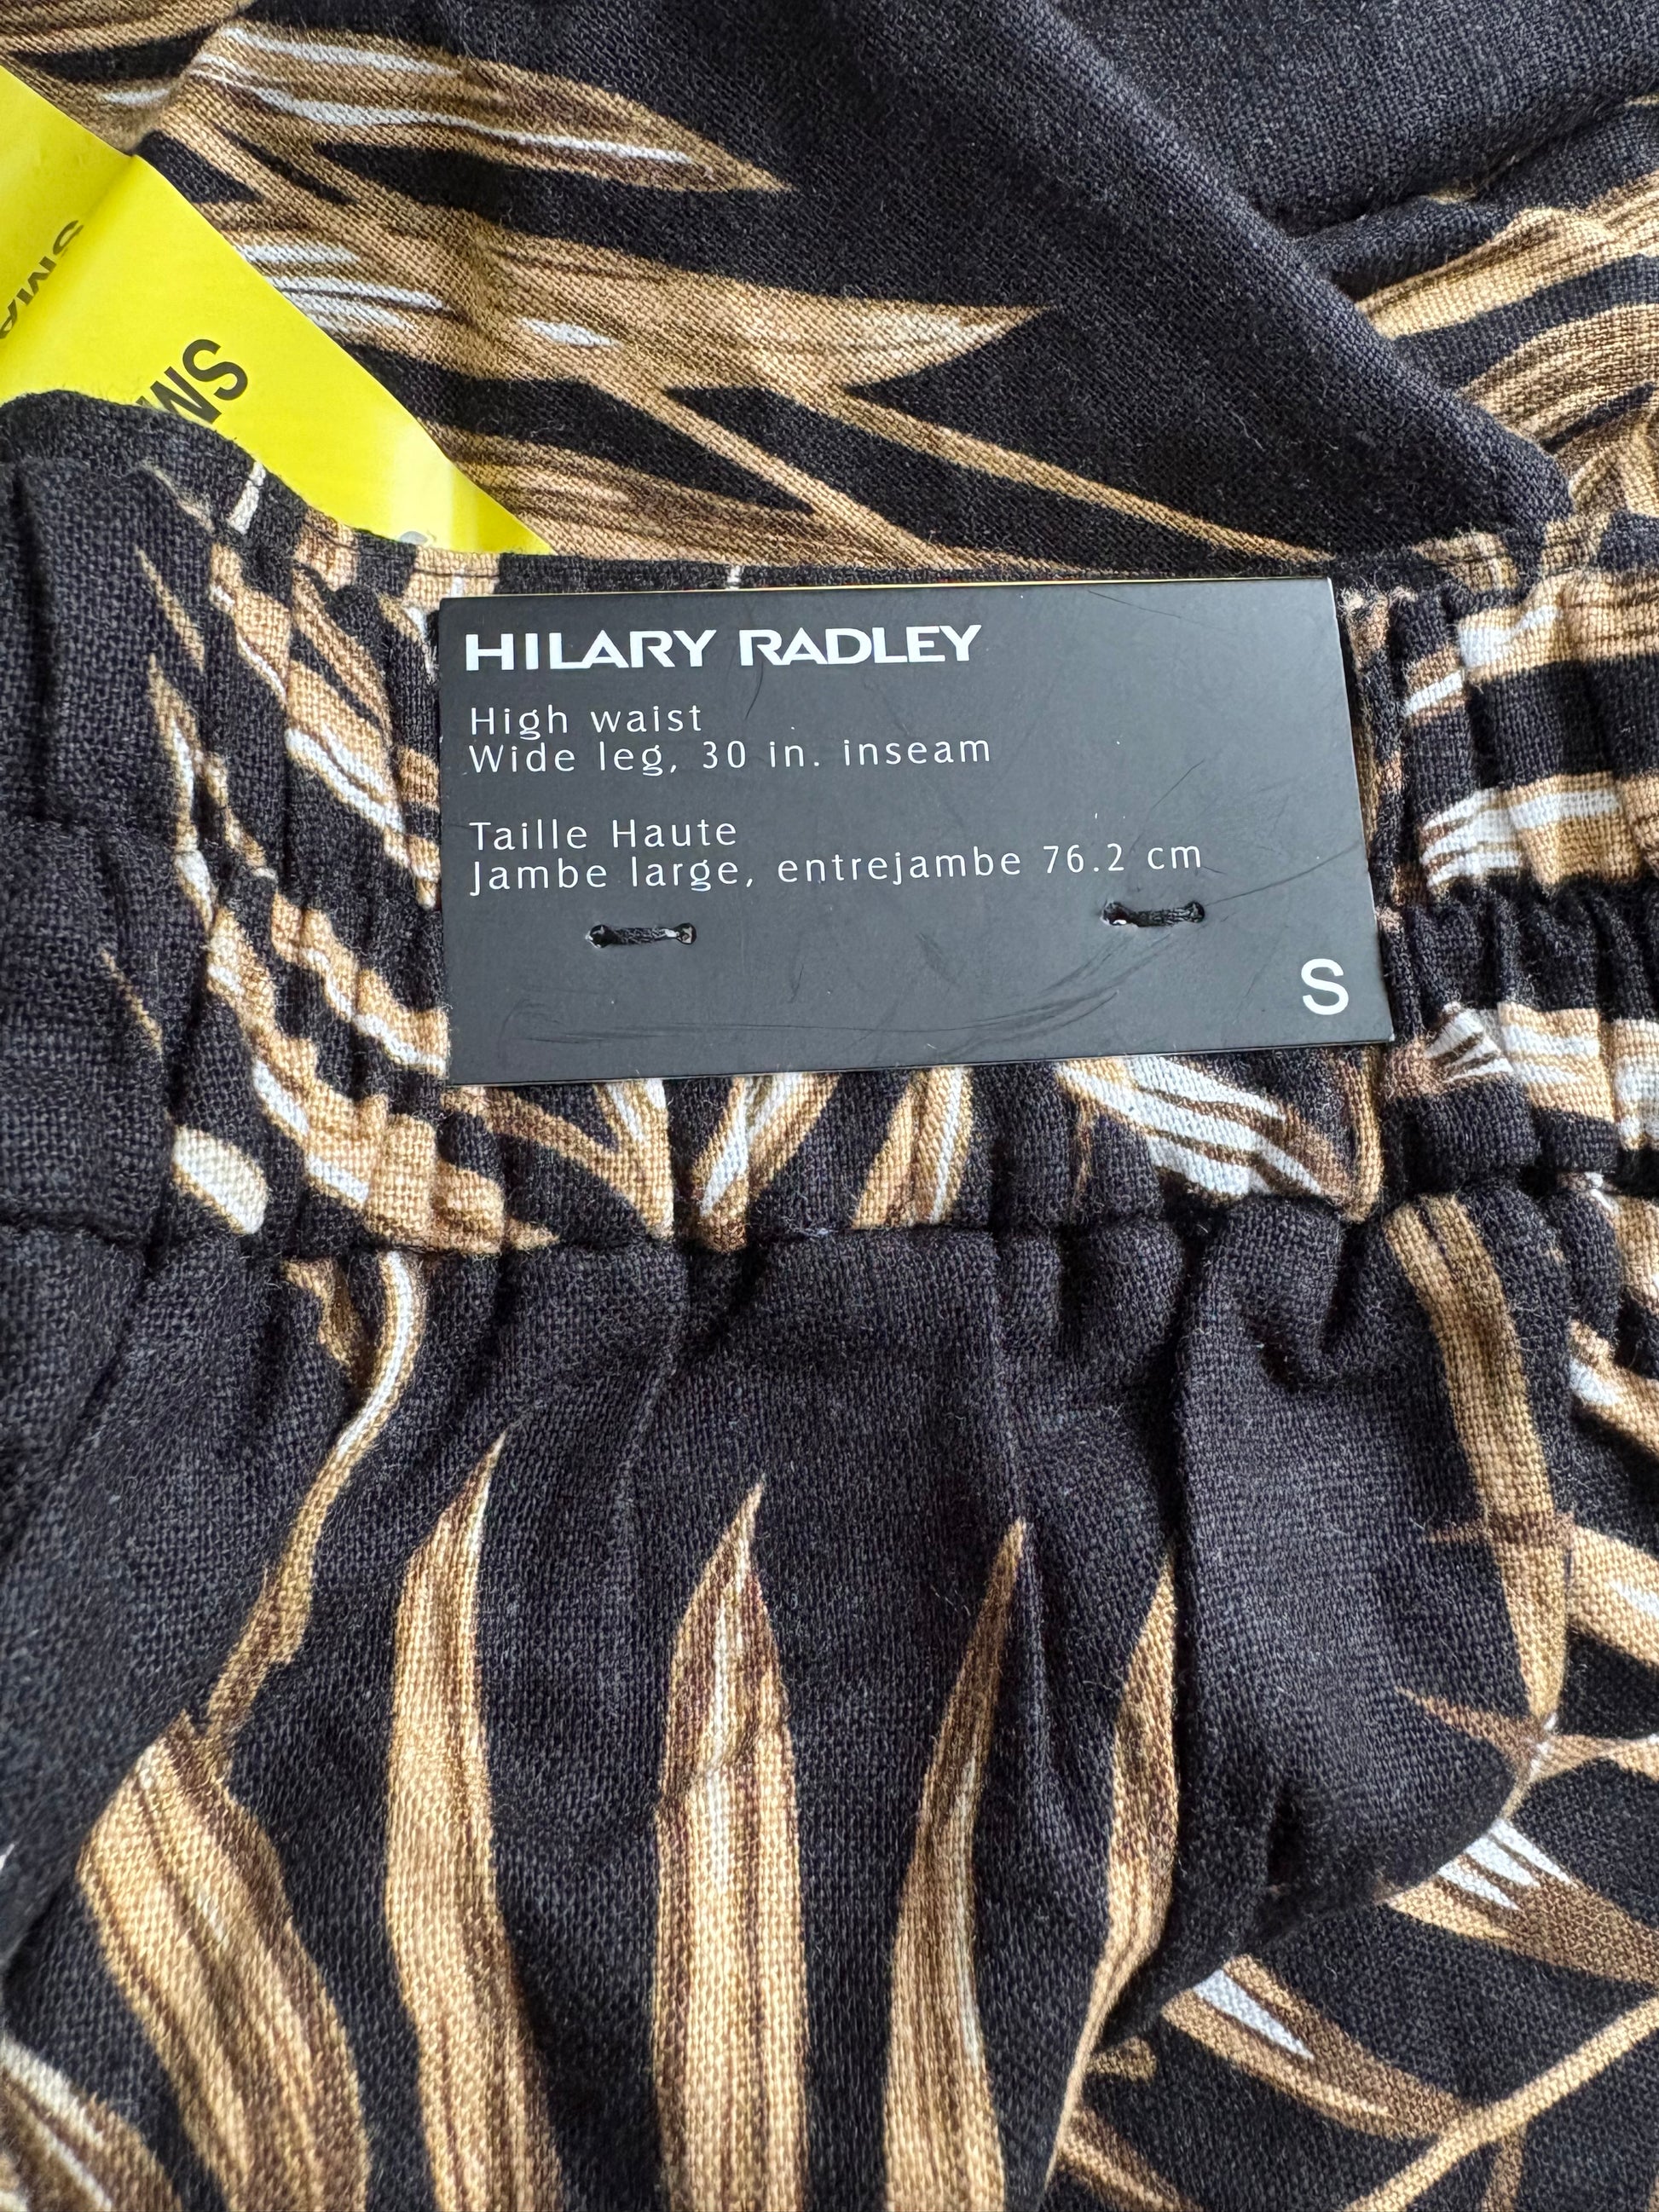 HILARY RADLEY
High waist
Wide leg, 30 in. inseam
Taille Haute
Jambe large, entrejambe 76.2 cm
S